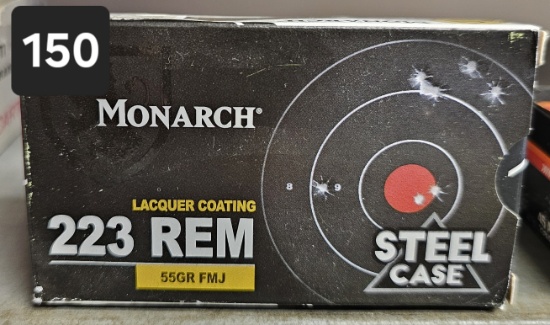 150
MONARCH®
LACQUER COATING
223 REM
55GR FMJ
8 9
STEEL
CASE